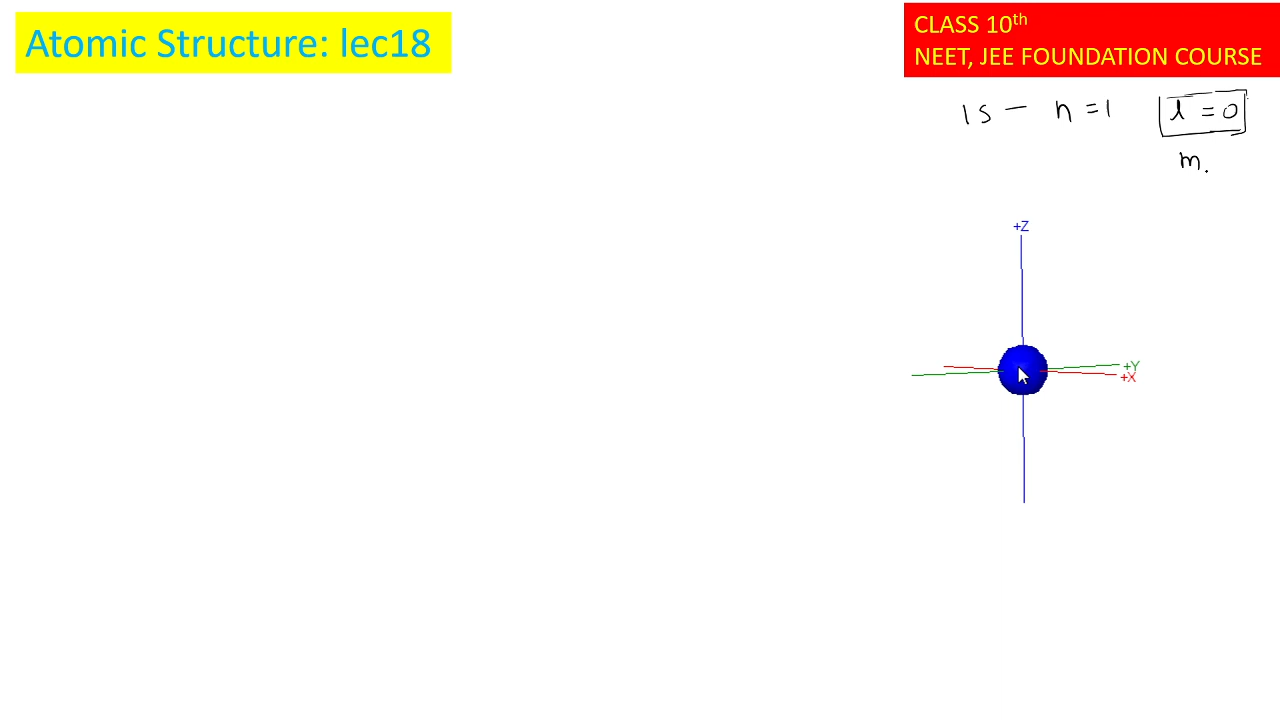 Atomic Structure: lec18
CLASS 10th
NEET, JEE FOUNDATION COURSE
1s — n = 1 l = 0
m.
+Z
+Y
+X